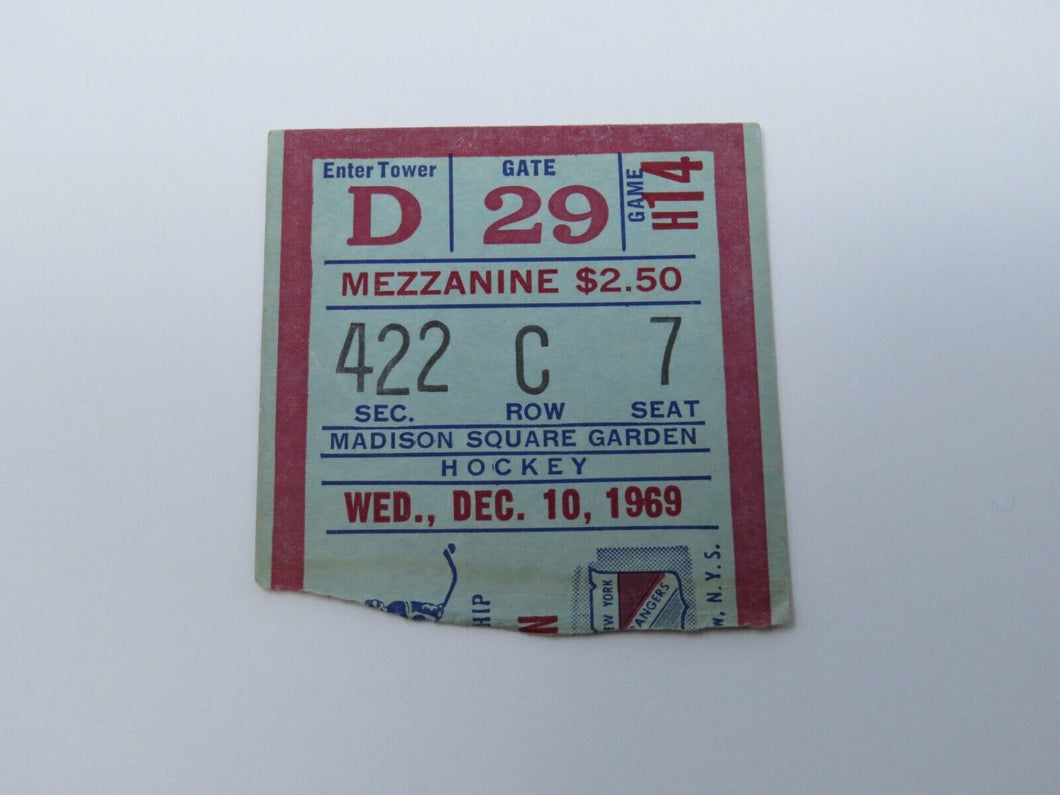 Enter Tower GATE GAME
D 29 H14
MEZZANINE $2.50
422 C 7
SEC. ROW SEAT
MADISON SQUARE GARDEN
HOCKEY
WED., DEC. 10, 1969
HIP
N
EW YORK
RANGERS
W, N.Y.S.